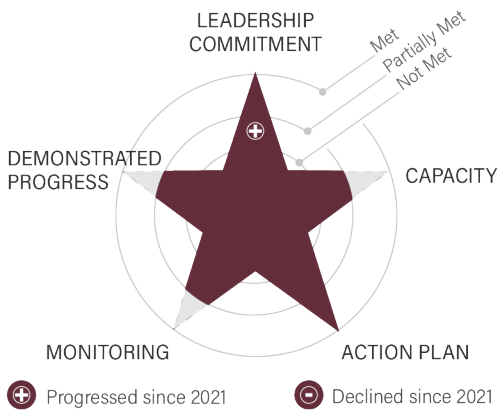 LEADERSHIP
COMMITMENT
Met
Partially Met
Not Met
DEMONSTRATED
PROGRESS
CAPACITY
MONITORING
ACTION PLAN
Progressed since 2021
Declined since 2021